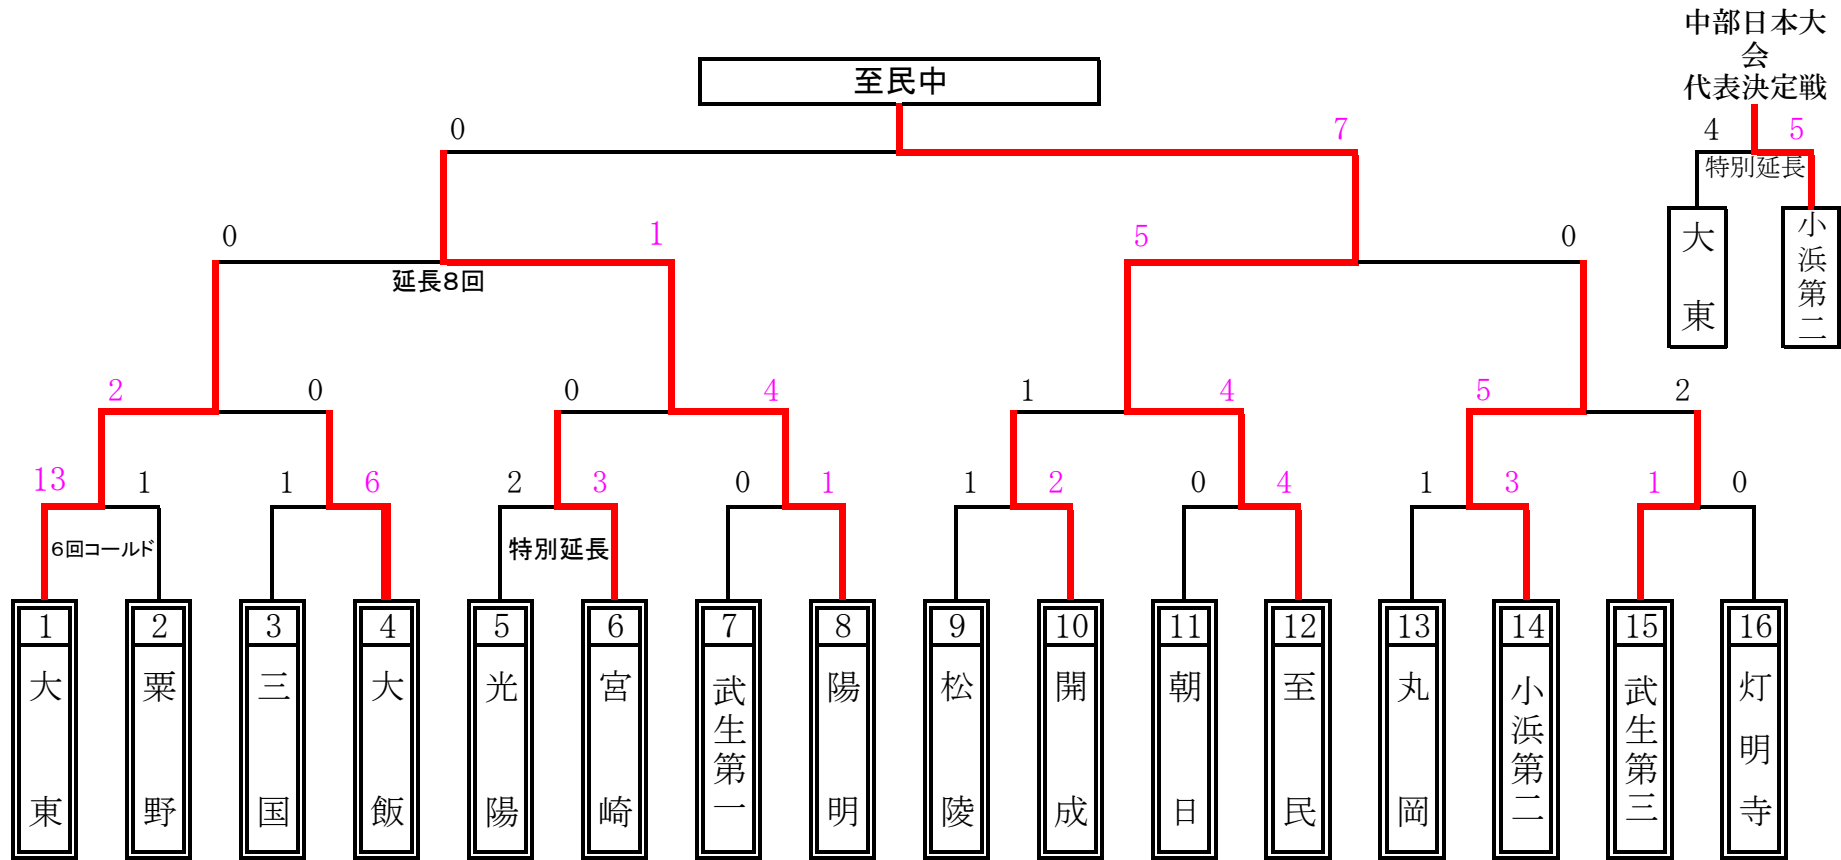 中部日本大
会
代表決定戦
至民中
0
7
4
5
特別延長
大東
小浜第二
0
1
5
0
延長8回
2
0
0
4
1
4
5
2
13
1
1
6
2
3
0
1
1
2
0
4
1
3
1
0
6回コールド
特別延長
1
2
3
4
5
6
7
8
9
10
11
12
13
14
15
16
大東
粟野
三国
大飯
光陽
宮崎
武生第一
陽明
松陵
開成
朝日
至民
丸岡
小浜第二
武生第三
灯明寺